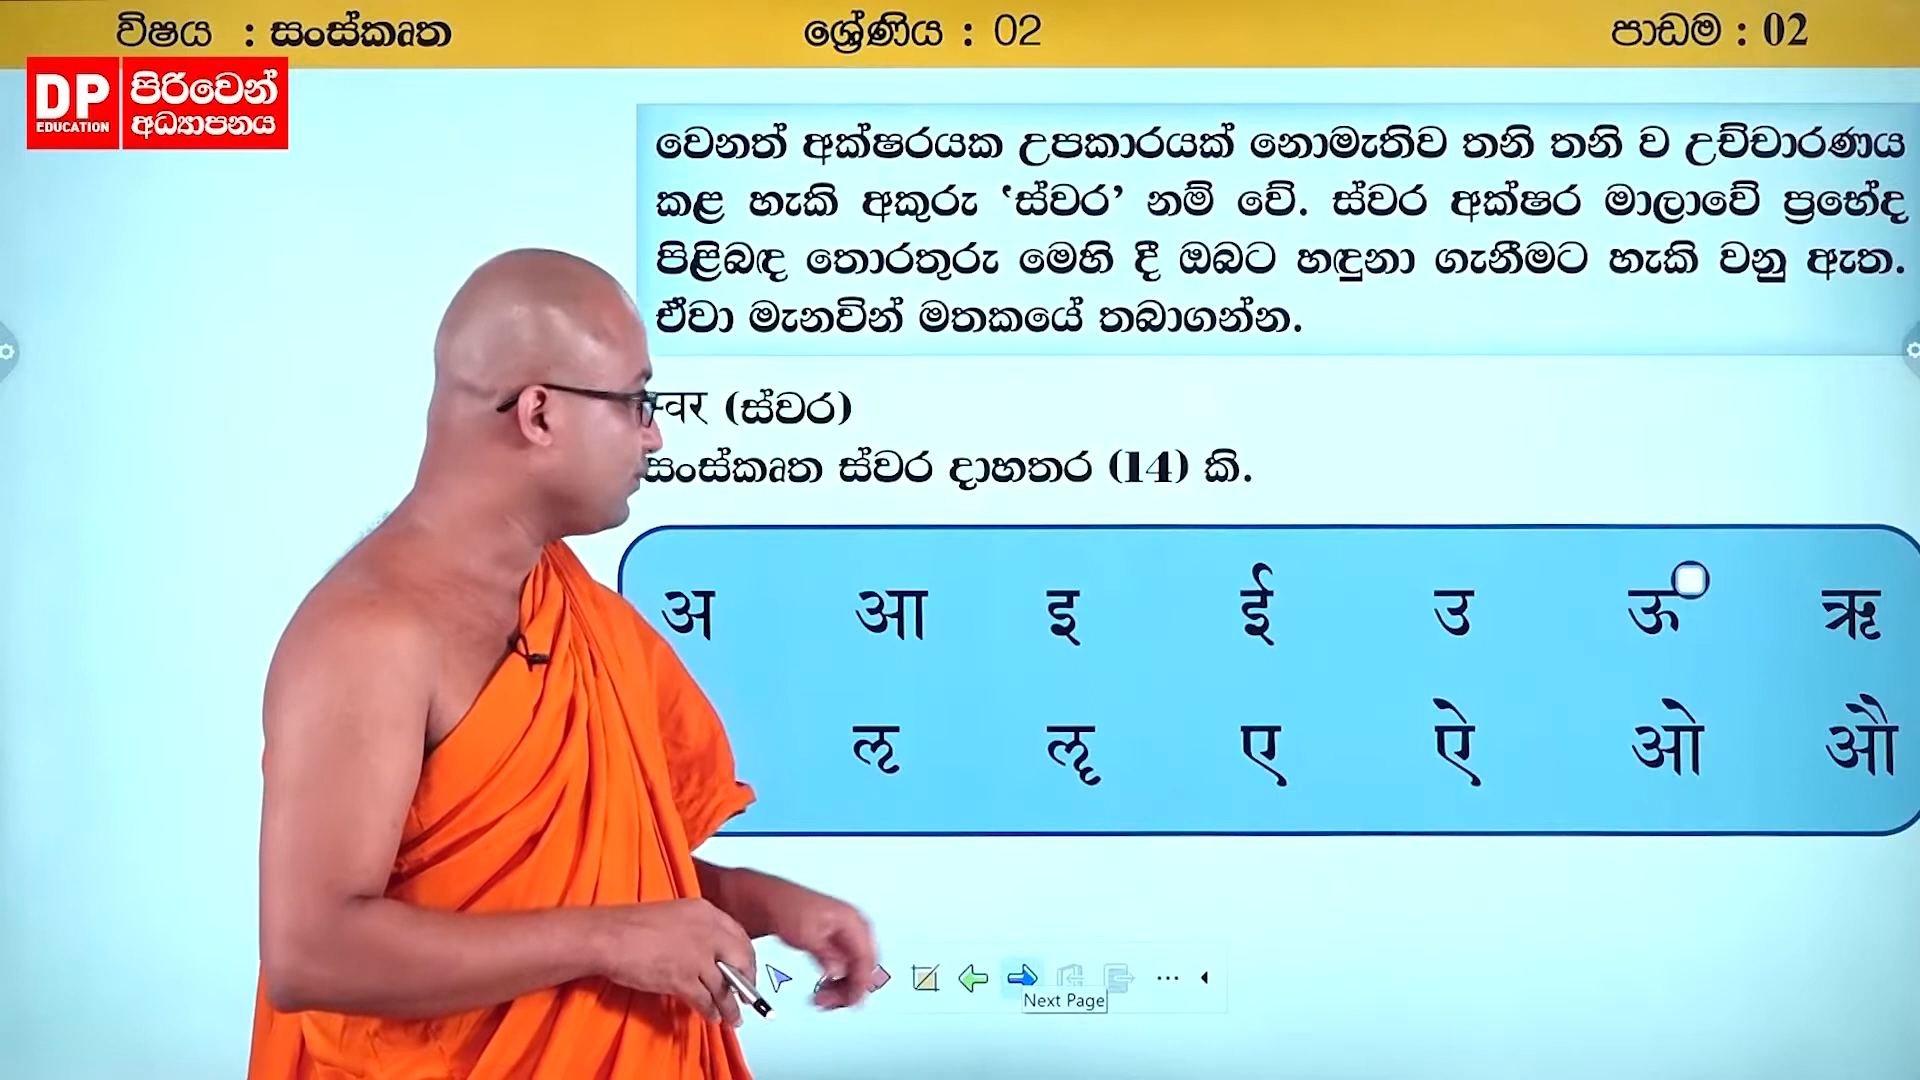 විෂය : සංස්කෘත ශ්‍රේණිය : 02 පාඩම : 02
DP පිරිවෙන්
EDUCATION අධ්‍යාපනය
වෙනත් අක්ෂරයක උපකාරයක් නොමැතිව තනි තනි ව උච්චාරණය
කළ හැකි අකුරු ‘ස්වර’ නම් වේ. ස්වර අක්ෂර මාලාවේ ප්‍රභේද
පිළිබඳ තොරතුරු මෙහි දී ඔබට හඳුනා ගැනීමට හැකි වනු ඇත.
ඒවා මැනවින් මතකයේ තබාගන්න.
स्वर (ස්වර)
සංස්කෘත ස්වර දාහතර (14) කි.
अ आ इ ई उ ऊ ऋ
ऌ ॡ ए ऐ ओ औ
Next Page